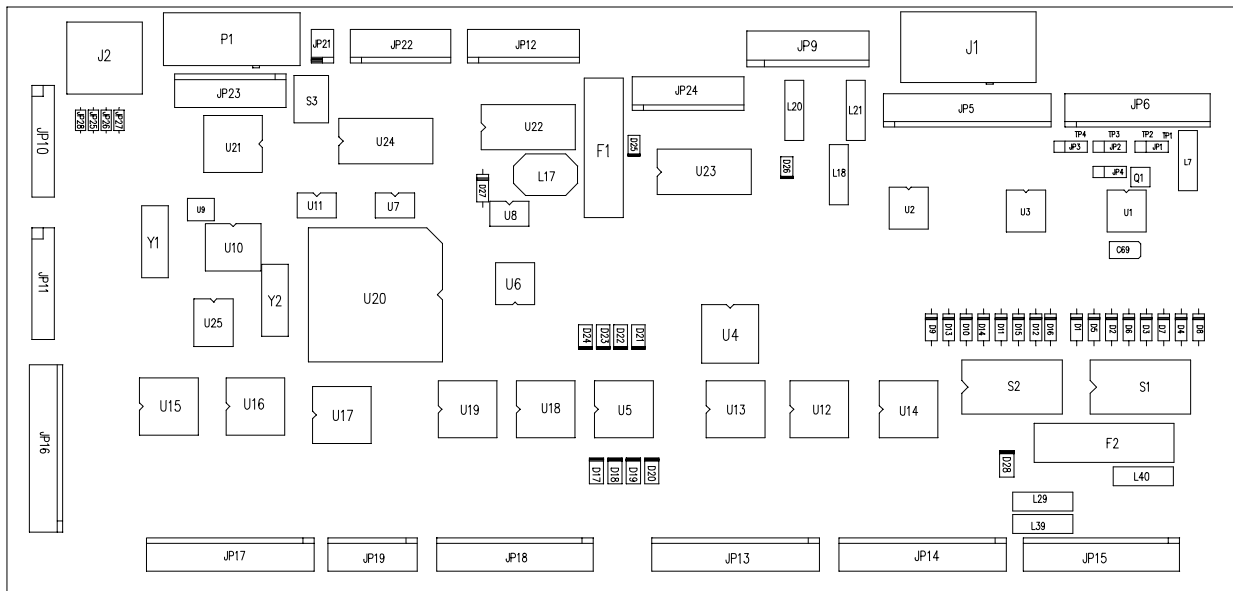 J2
P1
JP21
JP22
JP12
JP9
J1
JP23
S3
JP24
L20
L21
JP5
JP6
JP10
JP28
JP25
JP26
JP27
U21
U24
U22
F1
D25
U23
D26
L18
TP4
TP3
TP2
TP1
JP3
JP2
JP1
L7
L17
D27
JP4
Q1
U9
U11
U7
U8
U2
U3
U1
Y1
U10
C69
JP11
Y2
U20
U6
U25
U4
D24
D23
D22
D21
D9
D13
D10
D14
D11
D15
D12
D16
D1
D5
D2
D6
D3
D7
D4
D8
JP16
U15
U16
U17
U19
U18
U5
U13
U12
U14
S2
S1
F2
D17
D18
D19
D20
D28
L40
L29
L39
JP17
JP19
JP18
JP13
JP14
JP15